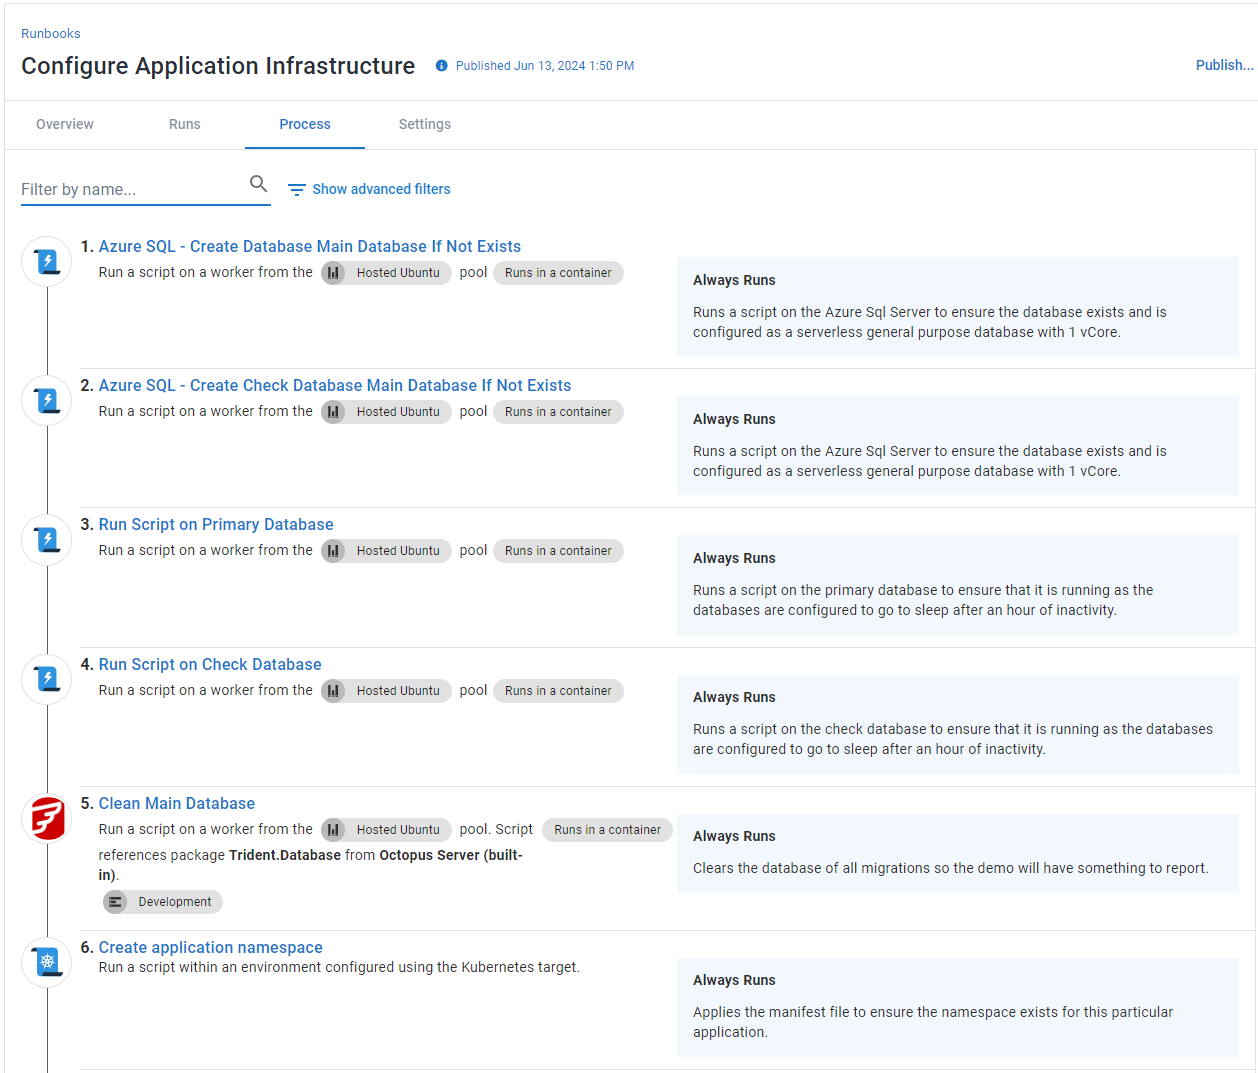 Runbooks
Configure Application Infrastructure
Published Jun 13, 2024 1:50 PM
Publish...
Overview
Runs
Process
Settings
Filter by name...
Show advanced filters
1. Azure SQL - Create Database Main Database If Not Exists
Run a script on a worker from the Hosted Ubuntu pool Runs in a container
Always Runs
Runs a script on the Azure Sql Server to ensure the database exists and is
configured as a serverless general purpose database with 1 vCore.
2. Azure SQL - Create Check Database Main Database If Not Exists
Run a script on a worker from the Hosted Ubuntu pool Runs in a container
Always Runs
Runs a script on the Azure Sql Server to ensure the database exists and is
configured as a serverless general purpose database with 1 vCore.
3. Run Script on Primary Database
Run a script on a worker from the Hosted Ubuntu pool Runs in a container
Always Runs
Runs a script on the primary database to ensure that it is running as the
databases are configured to go to sleep after an hour of inactivity.
4. Run Script on Check Database
Run a script on a worker from the Hosted Ubuntu pool Runs in a container
Always Runs
Runs a script on the check database to ensure that it is running as the databases
are configured to go to sleep after an hour of inactivity.
5. Clean Main Database
Run a script on a worker from the Hosted Ubuntu pool. Script Runs in a container
references package Trident.Database from Octopus Server (built-
in).
Development
Always Runs
Clears the database of all migrations so the demo will have something to report.
6. Create application namespace
Run a script within an environment configured using the Kubernetes target.
Always Runs
Applies the manifest file to ensure the namespace exists for this particular
application.